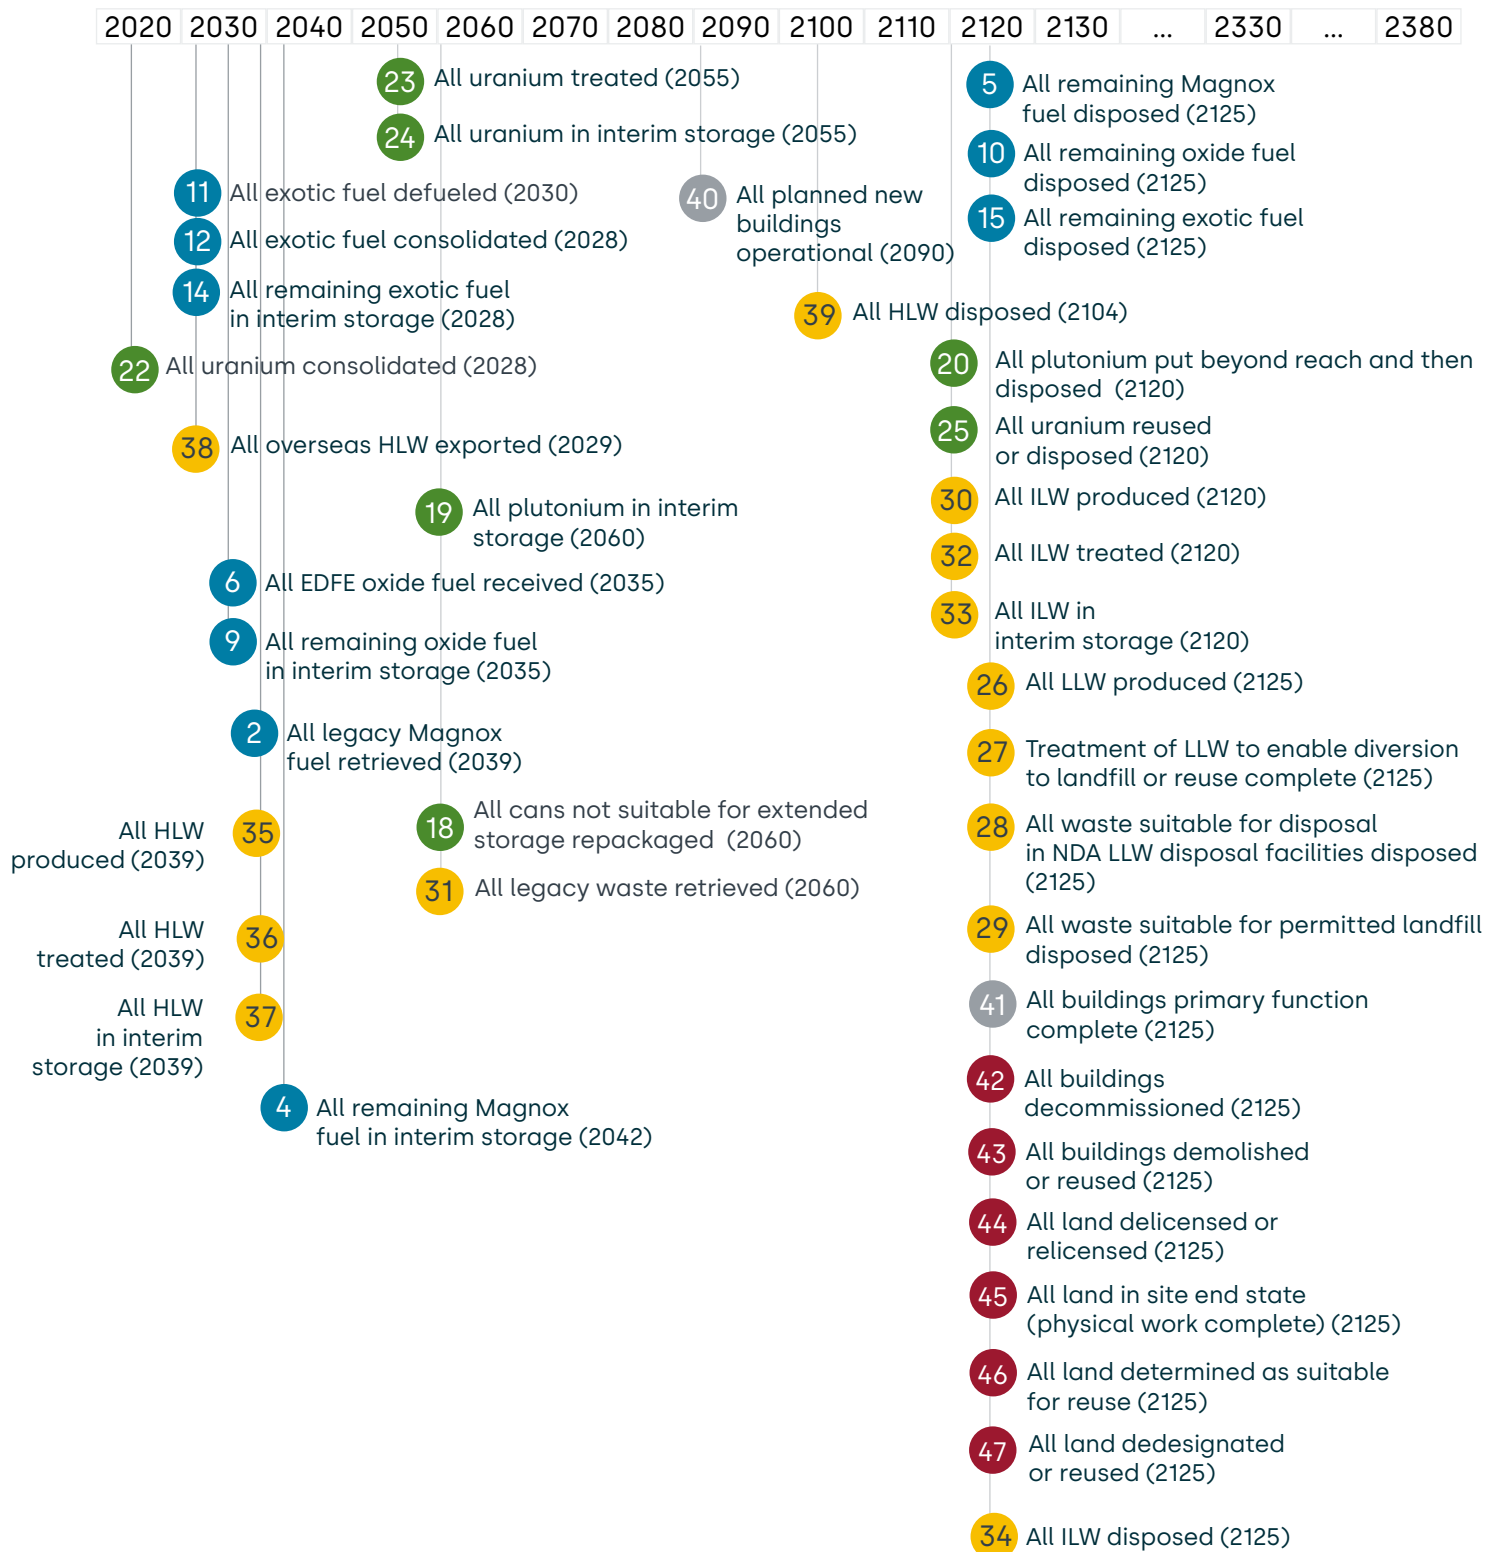 2020 2030 2040 2050 2060 2070 2080 2090 2100 2110 2120 2130 ... 2330 ... 2380
23 All uranium treated (2055)
24 All uranium in interim storage (2055)
11 All exotic fuel defueled (2030)
12 All exotic fuel consolidated (2028)
14 All remaining exotic fuel
in interim storage (2028)
22 All uranium consolidated (2028)
38 All overseas HLW exported (2029)
19 All plutonium in interim
storage (2060)
6 All EDFE oxide fuel received (2035)
9 All remaining oxide fuel
in interim storage (2035)
2 All legacy Magnox
fuel retrieved (2039)
18 All cans not suitable for extended
storage repackaged (2060)
All HLW
produced (2039)
35
31 All legacy waste retrieved (2060)
All HLW
treated (2039)
36
All HLW
in interim
storage (2039)
37
4 All remaining Magnox
fuel in interim storage (2042)
40 All planned new
buildings
operational (2090)
39 All HLW disposed (2104)
5 All remaining Magnox
fuel disposed (2125)
10 All remaining oxide fuel
disposed (2125)
15 All remaining exotic fuel
disposed (2125)
20 All plutonium put beyond reach and then
disposed (2120)
25 All uranium reused
or disposed (2120)
30 All ILW produced (2120)
32 All ILW treated (2120)
33 All ILW in
interim storage (2120)
26 All LLW produced (2125)
27 Treatment of LLW to enable diversion
to landfill or reuse complete (2125)
28 All waste suitable for disposal
in NDA LLW disposal facilities disposed
(2125)
29 All waste suitable for permitted landfill
disposed (2125)
41 All buildings primary function
complete (2125)
42 All buildings
decommissioned (2125)
43 All buildings demolished
or reused (2125)
44 All land delicensed or
relicensed (2125)
45 All land in site end state
(physical work complete) (2125)
46 All land determined as suitable
for reuse (2125)
47 All land dedesignated
or reused (2125)
34 All ILW disposed (2125)